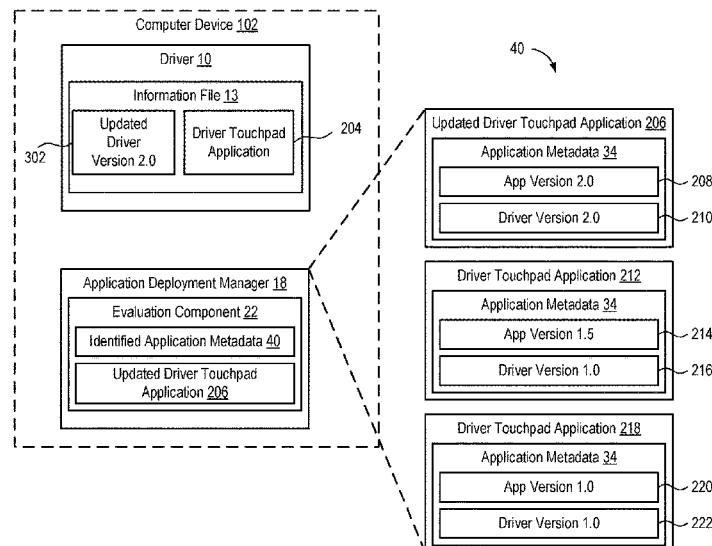 Computer Device 102
Driver 10
Information File 13
Updated
Driver
Version 2.0
Driver Touchpad
Application
204
302
Application Deployment Manager 18
Evaluation Component 22
Identified Application Metadata 40
Updated Driver Touchpad
Application 206
40
Updated Driver Touchpad Application 206
Application Metadata 34
App Version 2.0
208
Driver Version 2.0
210
Driver Touchpad Application 212
Application Metadata 34
App Version 1.5
214
Driver Version 1.0
216
Driver Touchpad Application 218
Application Metadata 34
App Version 1.0
220
Driver Version 1.0
222